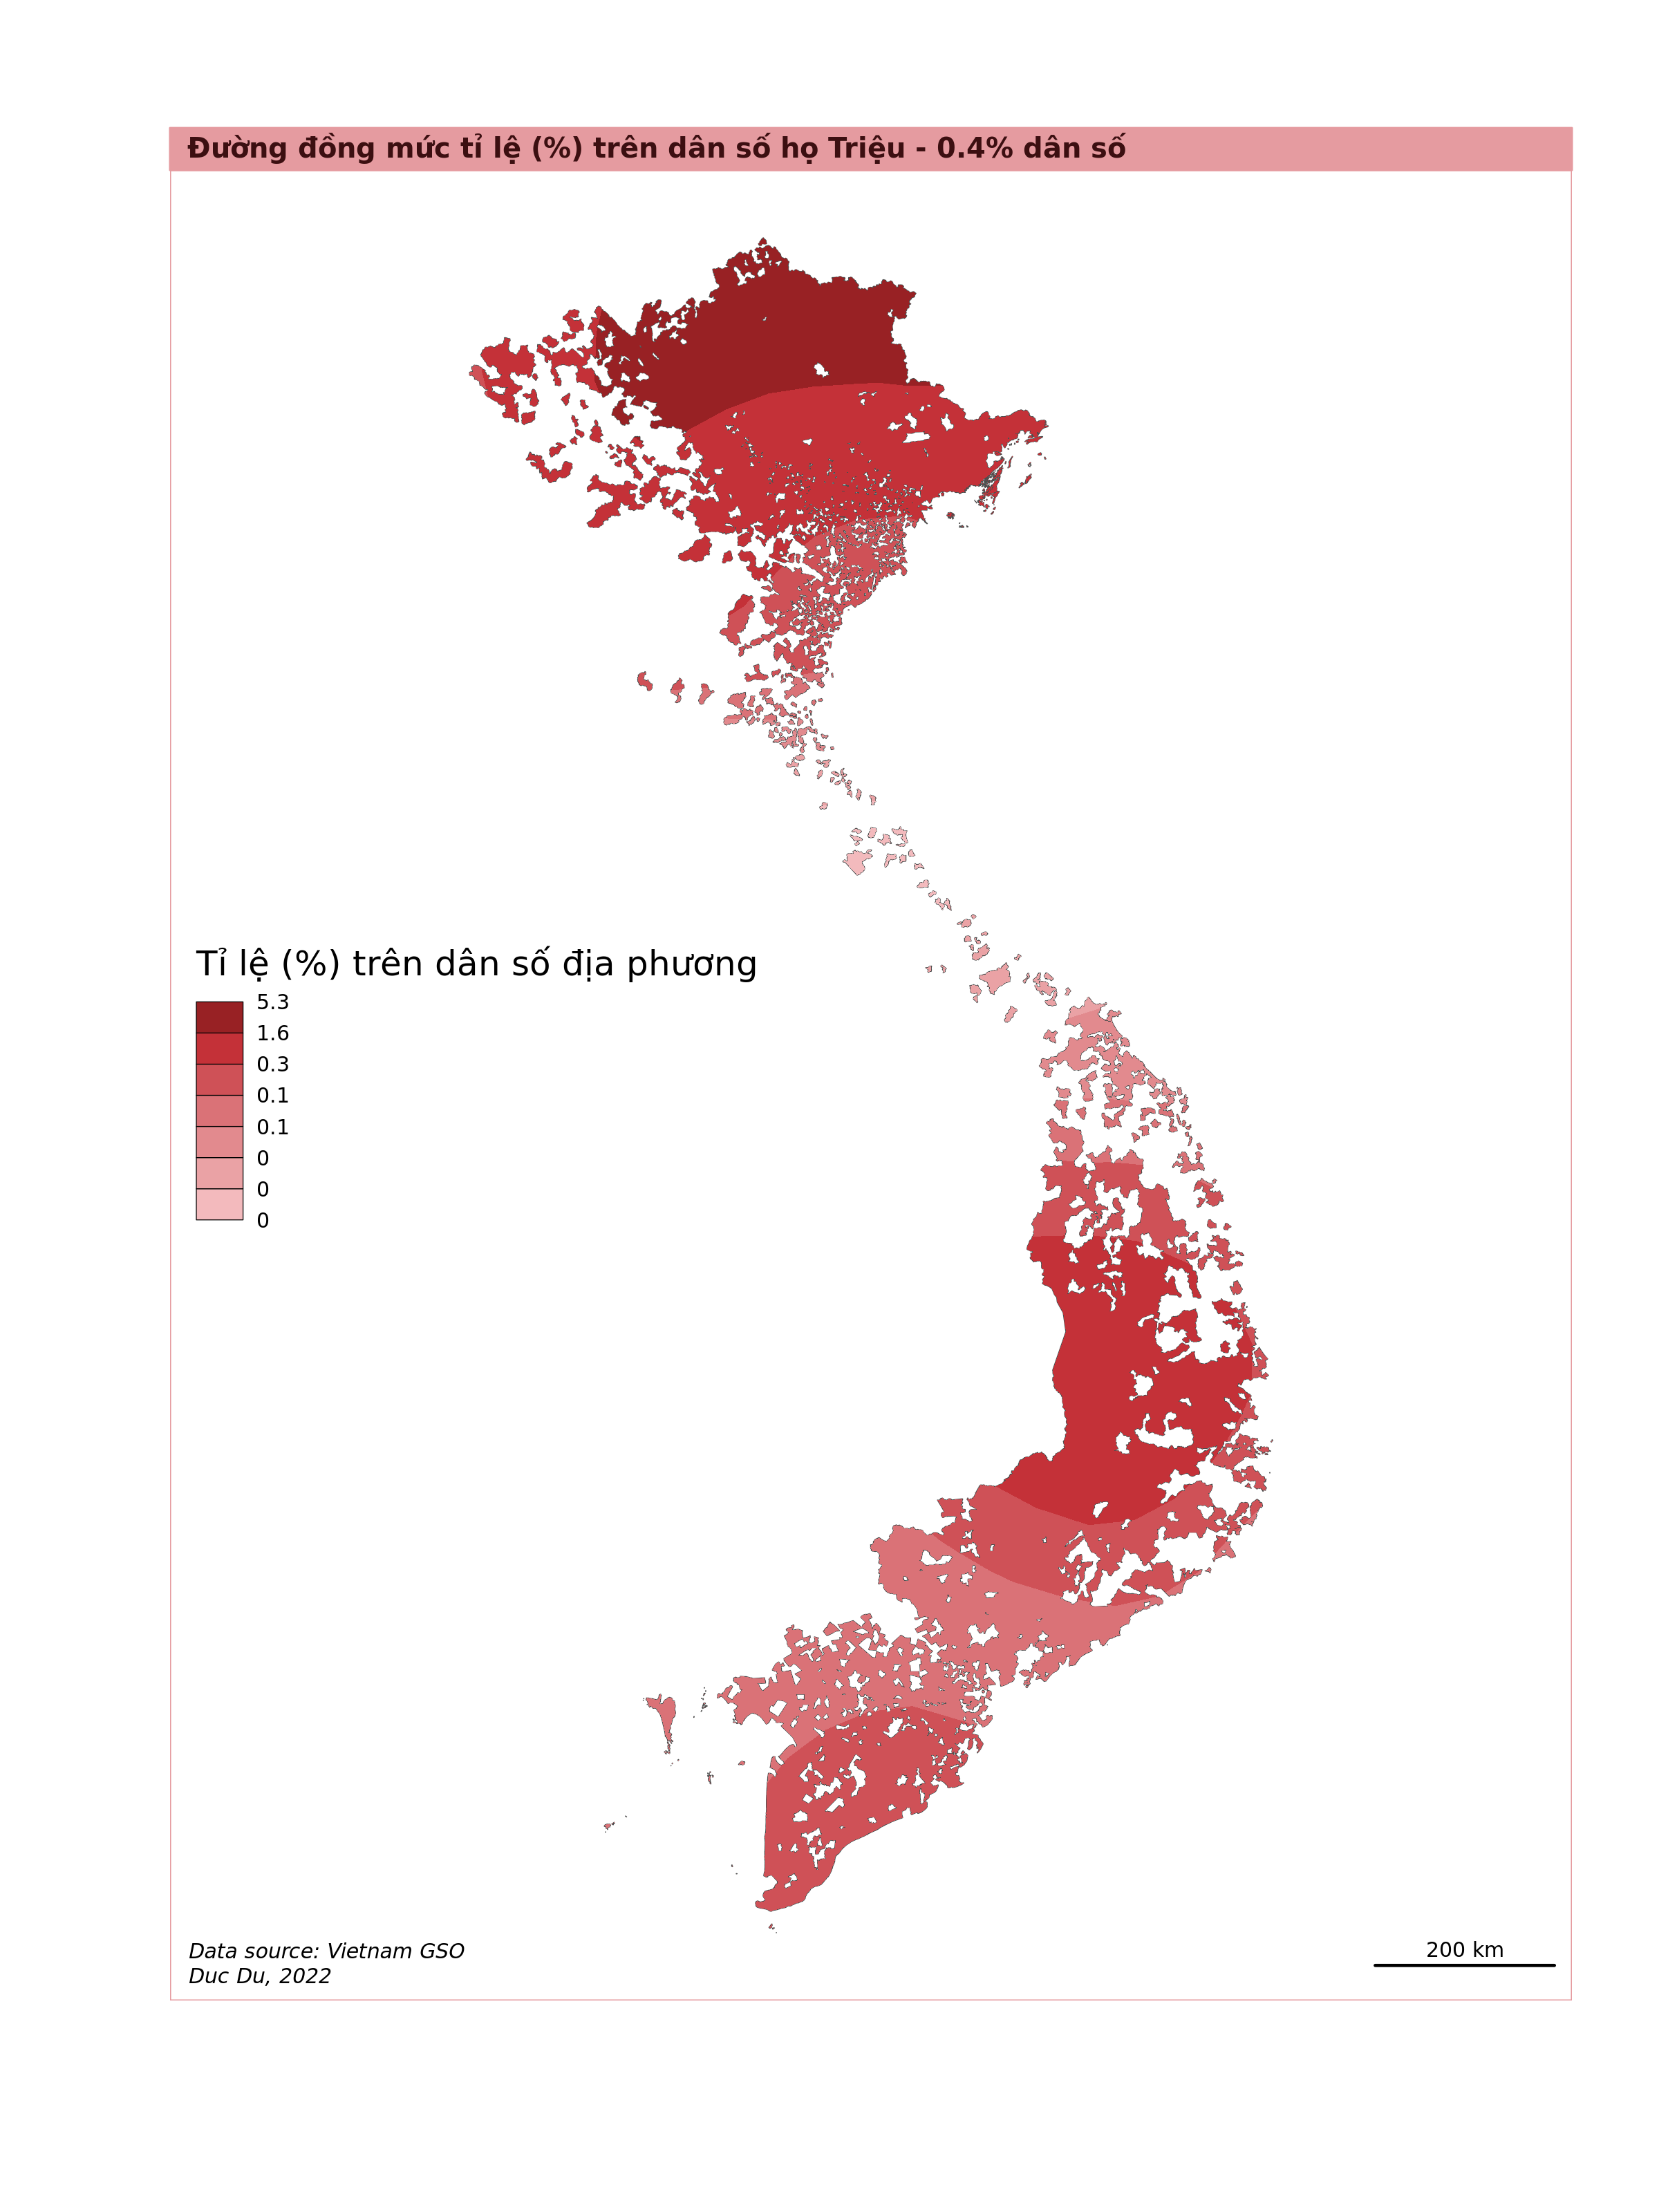 Đường đồng mức tỉ lệ (%) trên dân số họ Triệu - 0.4% dân số
Tỉ lệ (%) trên dân số địa phương
5.3
1.6
0.3
0.1
0.1
0
0
0
Data source: Vietnam GSO
Duc Du, 2022
200 km